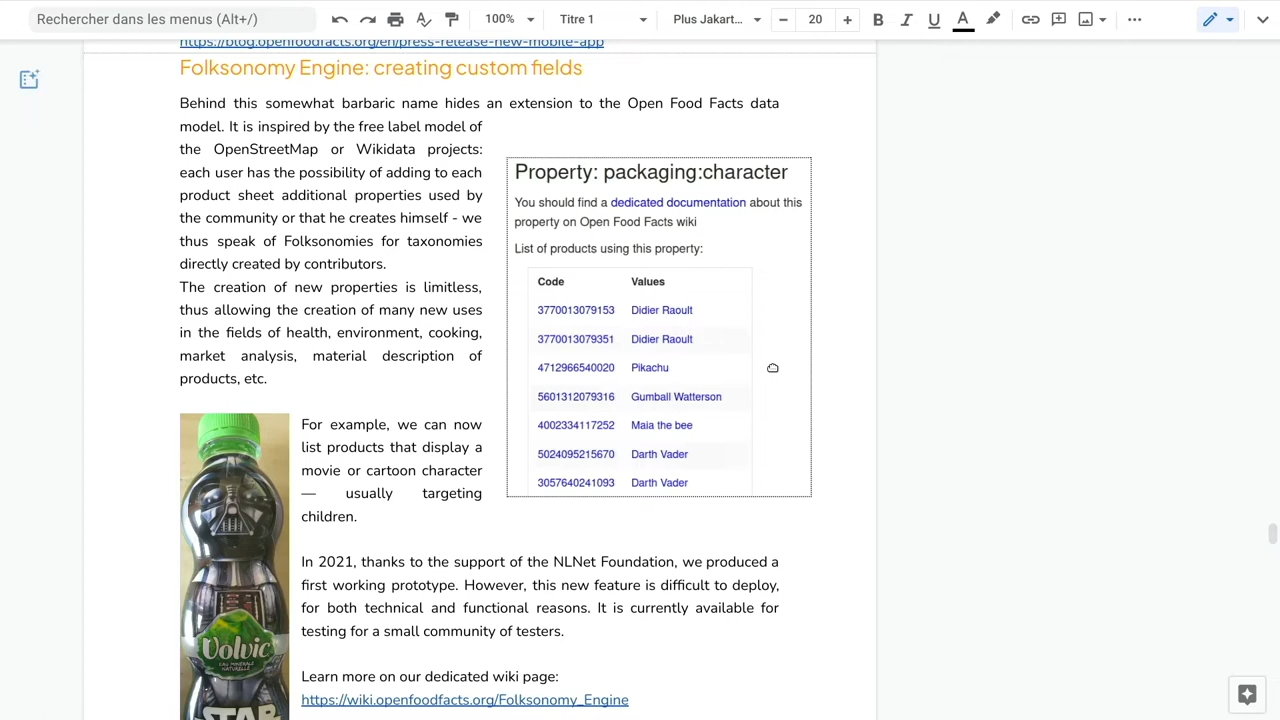 Rechercher dans les menus (Alt+/)
100%
Titre 1
Plus Jakart...
20
B
I
U
A
https://blog.openfoodfacts.org/en/press-release-new-mobile-app
Folksonomy Engine: creating custom fields
Behind this somewhat barbaric name hides an extension to the Open Food Facts data
model. It is inspired by the free label model of
the OpenStreetMap or Wikidata projects:
each user has the possibility of adding to each
product sheet additional properties used by
the community or that he creates himself - we
thus speak of Folksonomies for taxonomies
directly created by contributors.
The creation of new properties is limitless,
thus allowing the creation of many new uses
in the fields of health, environment, cooking,
market analysis, material description of
products, etc.
Property: packaging:character
You should find a dedicated documentation about this
property on Open Food Facts wiki
List of products using this property:
Code Values
3770013079153 Didier Raoult
3770013079351 Didier Raoult
4712966540020 Pikachu
5601312079316 Gumball Watterson
4002334117252 Maia the bee
5024095215670 Darth Vader
3057640241093 Darth Vader
For example, we can now
list products that display a
movie or cartoon character
— usually targeting
children.
In 2021, thanks to the support of the NLNet Foundation, we produced a
first working prototype. However, this new feature is difficult to deploy,
for both technical and functional reasons. It is currently available for
testing for a small community of testers.
Learn more on our dedicated wiki page:
https://wiki.openfoodfacts.org/Folksonomy_Engine
Volvic
EAU MINÉRALE
NATURELLE
STAR